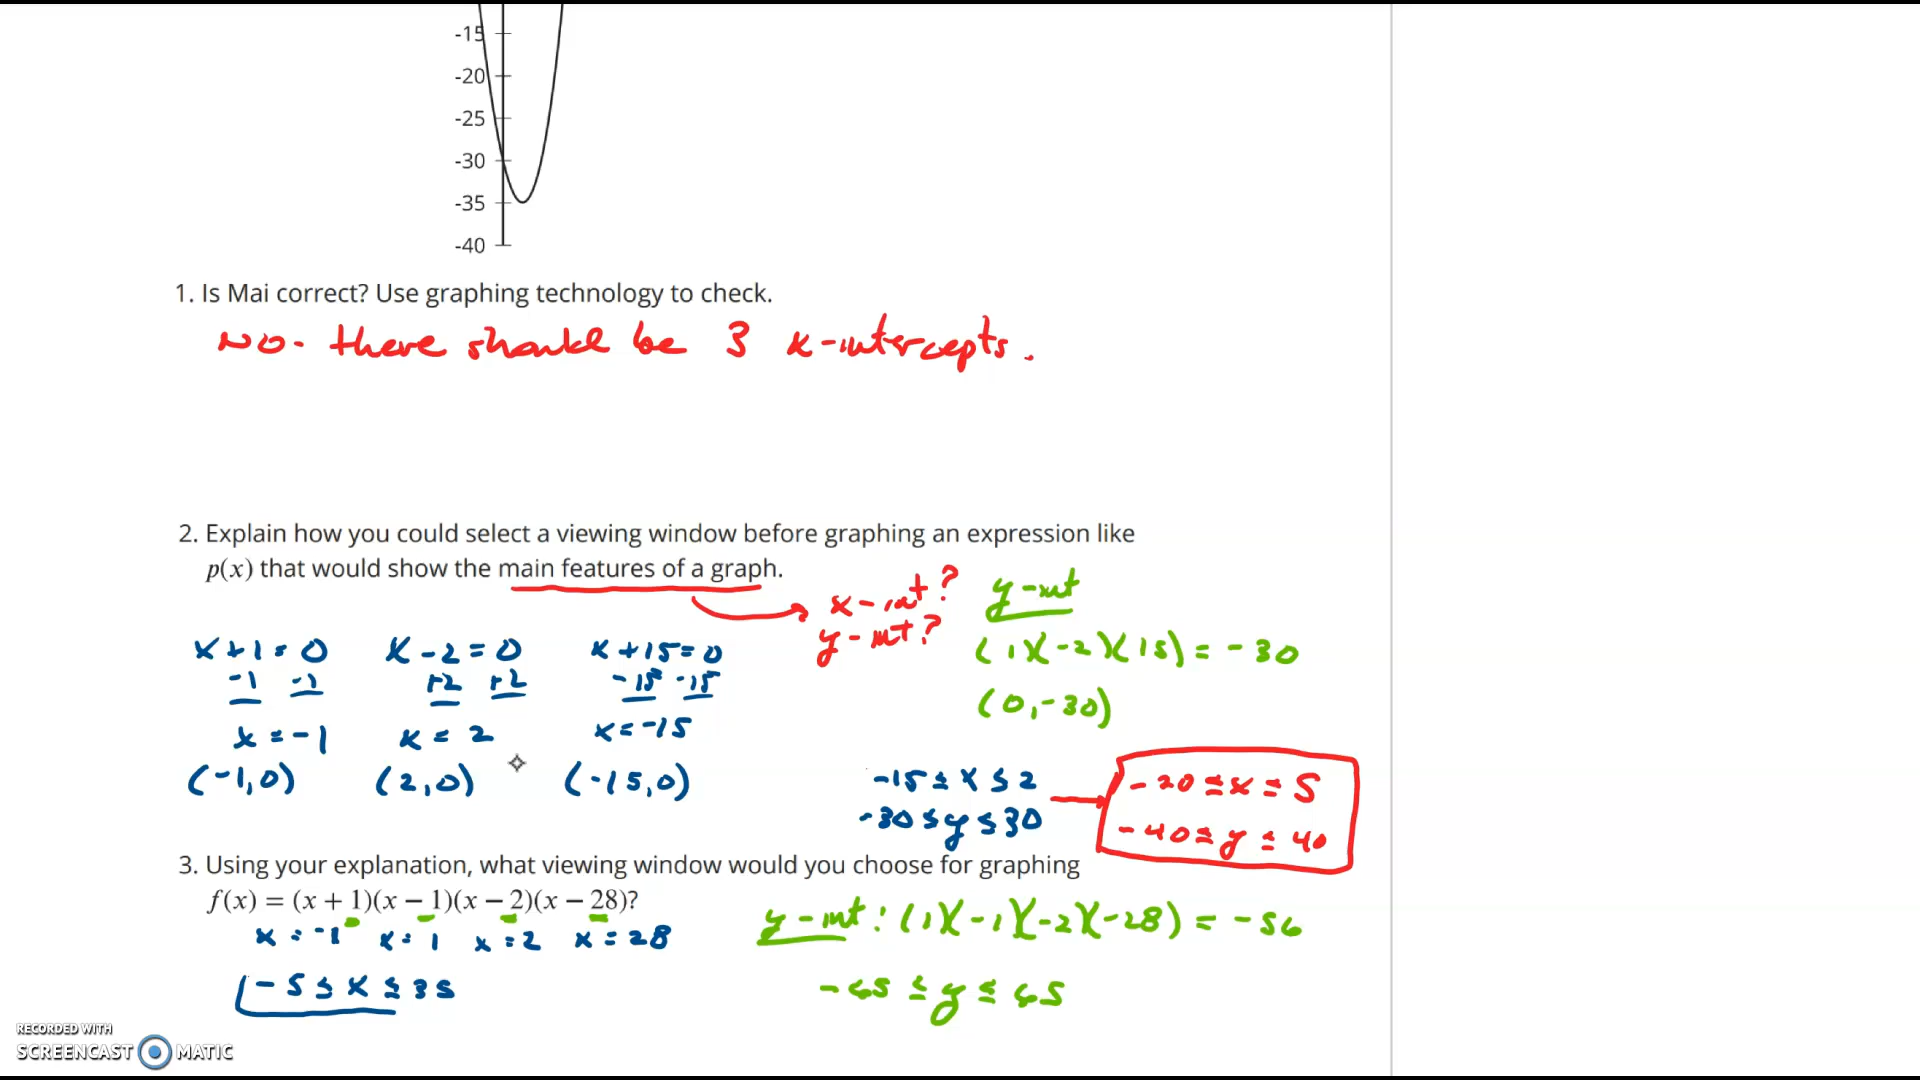 -15
-20
-25
-30
-35
-40
1. Is Mai correct? Use graphing technology to check.
NO. there should be 3 x-intercepts.
2. Explain how you could select a viewing window before graphing an expression like
p(x) that would show the main features of a graph.
x-int?
y-int?
y-int
x+1=0 x-2=0 x+15=0
-1 -1 +2 +2 -15 -15
x=-1 x=2 x=-15
(-1,0) (2,0) (-15,0)
(1)(-2)(15) = -30
(0,-30)
-15 ≤ x ≤ 2
-30 ≤ y ≤ 30
-20 ≤ x ≤ 5
-40 ≤ y ≤ 40
3. Using your explanation, what viewing window would you choose for graphing
f(x) = (x + 1)(x − 1)(x − 2)(x − 28)?
x=-1 x=1 x=2 x=28
y-int: (1)(-1)(-2)(-28) = -56
-5 ≤ x ≤ 35
-65 ≤ y ≤ 65
RECORDED WITH
SCREENCAST MATIC